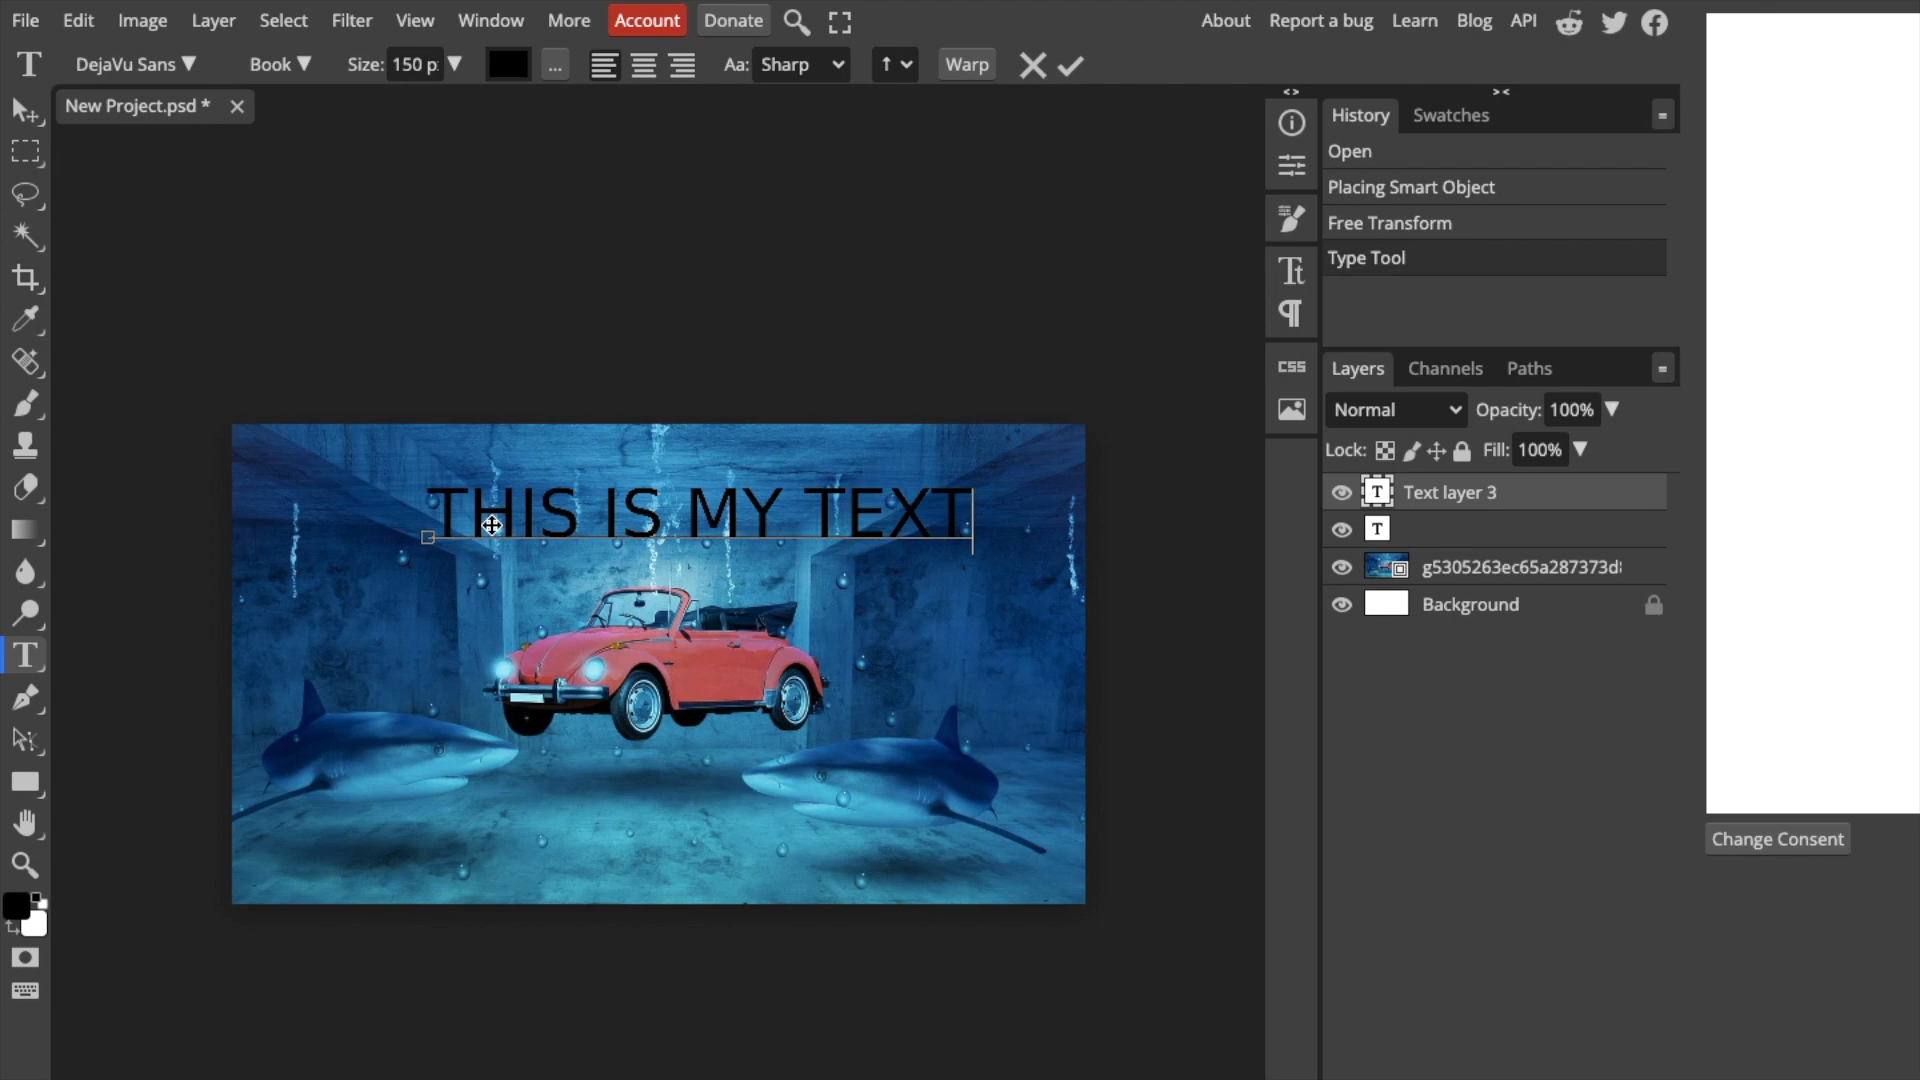 File Edit Image Layer Select Filter View Window More Account Donate About Report a bug Learn Blog API
T DejaVu Sans Book Size: 150 p Aa: Sharp Warp
New Project.psd *
History Swatches
Open
Placing Smart Object
Free Transform
Type Tool
CSS
Layers Channels Paths
Normal Opacity: 100%
Lock: Fill: 100%
T Text layer 3
T
g5305263ec65a287373d
Background
THIS IS MY TEXT
Change Consent